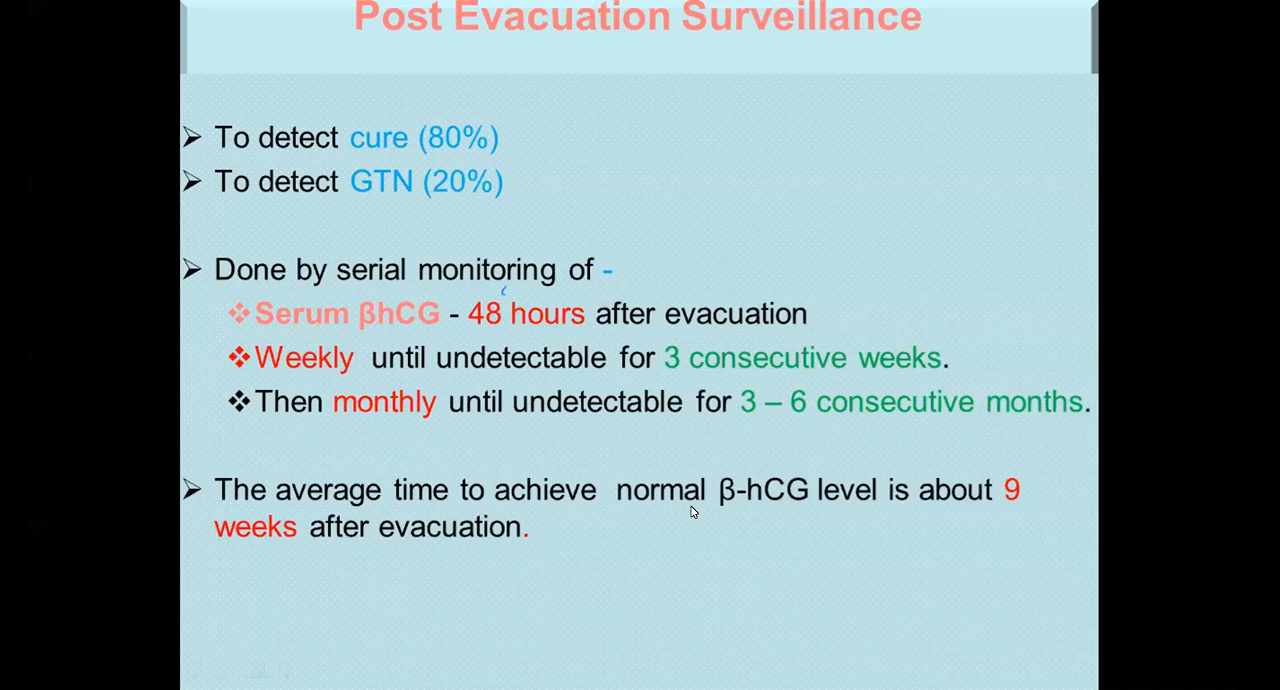 Post Evacuation Surveillance
➢ To detect cure (80%)
➢ To detect GTN (20%)
➢ Done by serial monitoring of -
❖Serum βhCG - 48 hours after evacuation
❖Weekly until undetectable for 3 consecutive weeks.
❖Then monthly until undetectable for 3 – 6 consecutive months.
➢ The average time to achieve normal β-hCG level is about 9
weeks after evacuation.